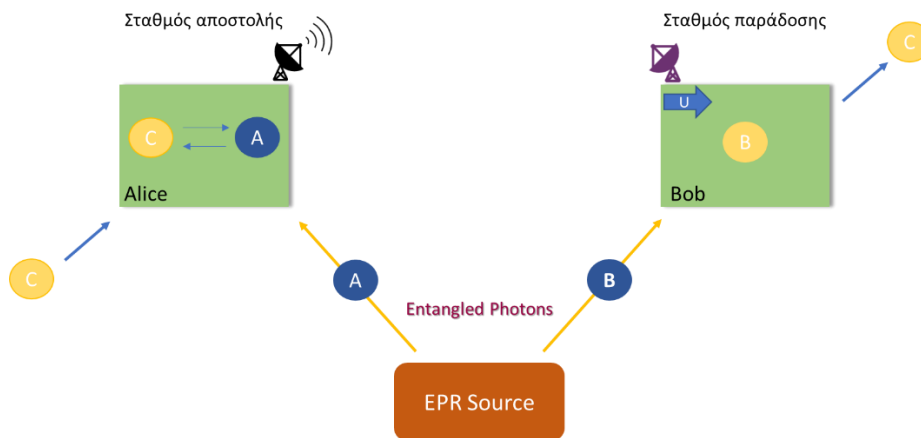 Σταθμός αποστολής
Σταθμός παράδοσης
C
U
C
A
B
Alice
Bob
C
A
B
Entangled Photons
EPR Source